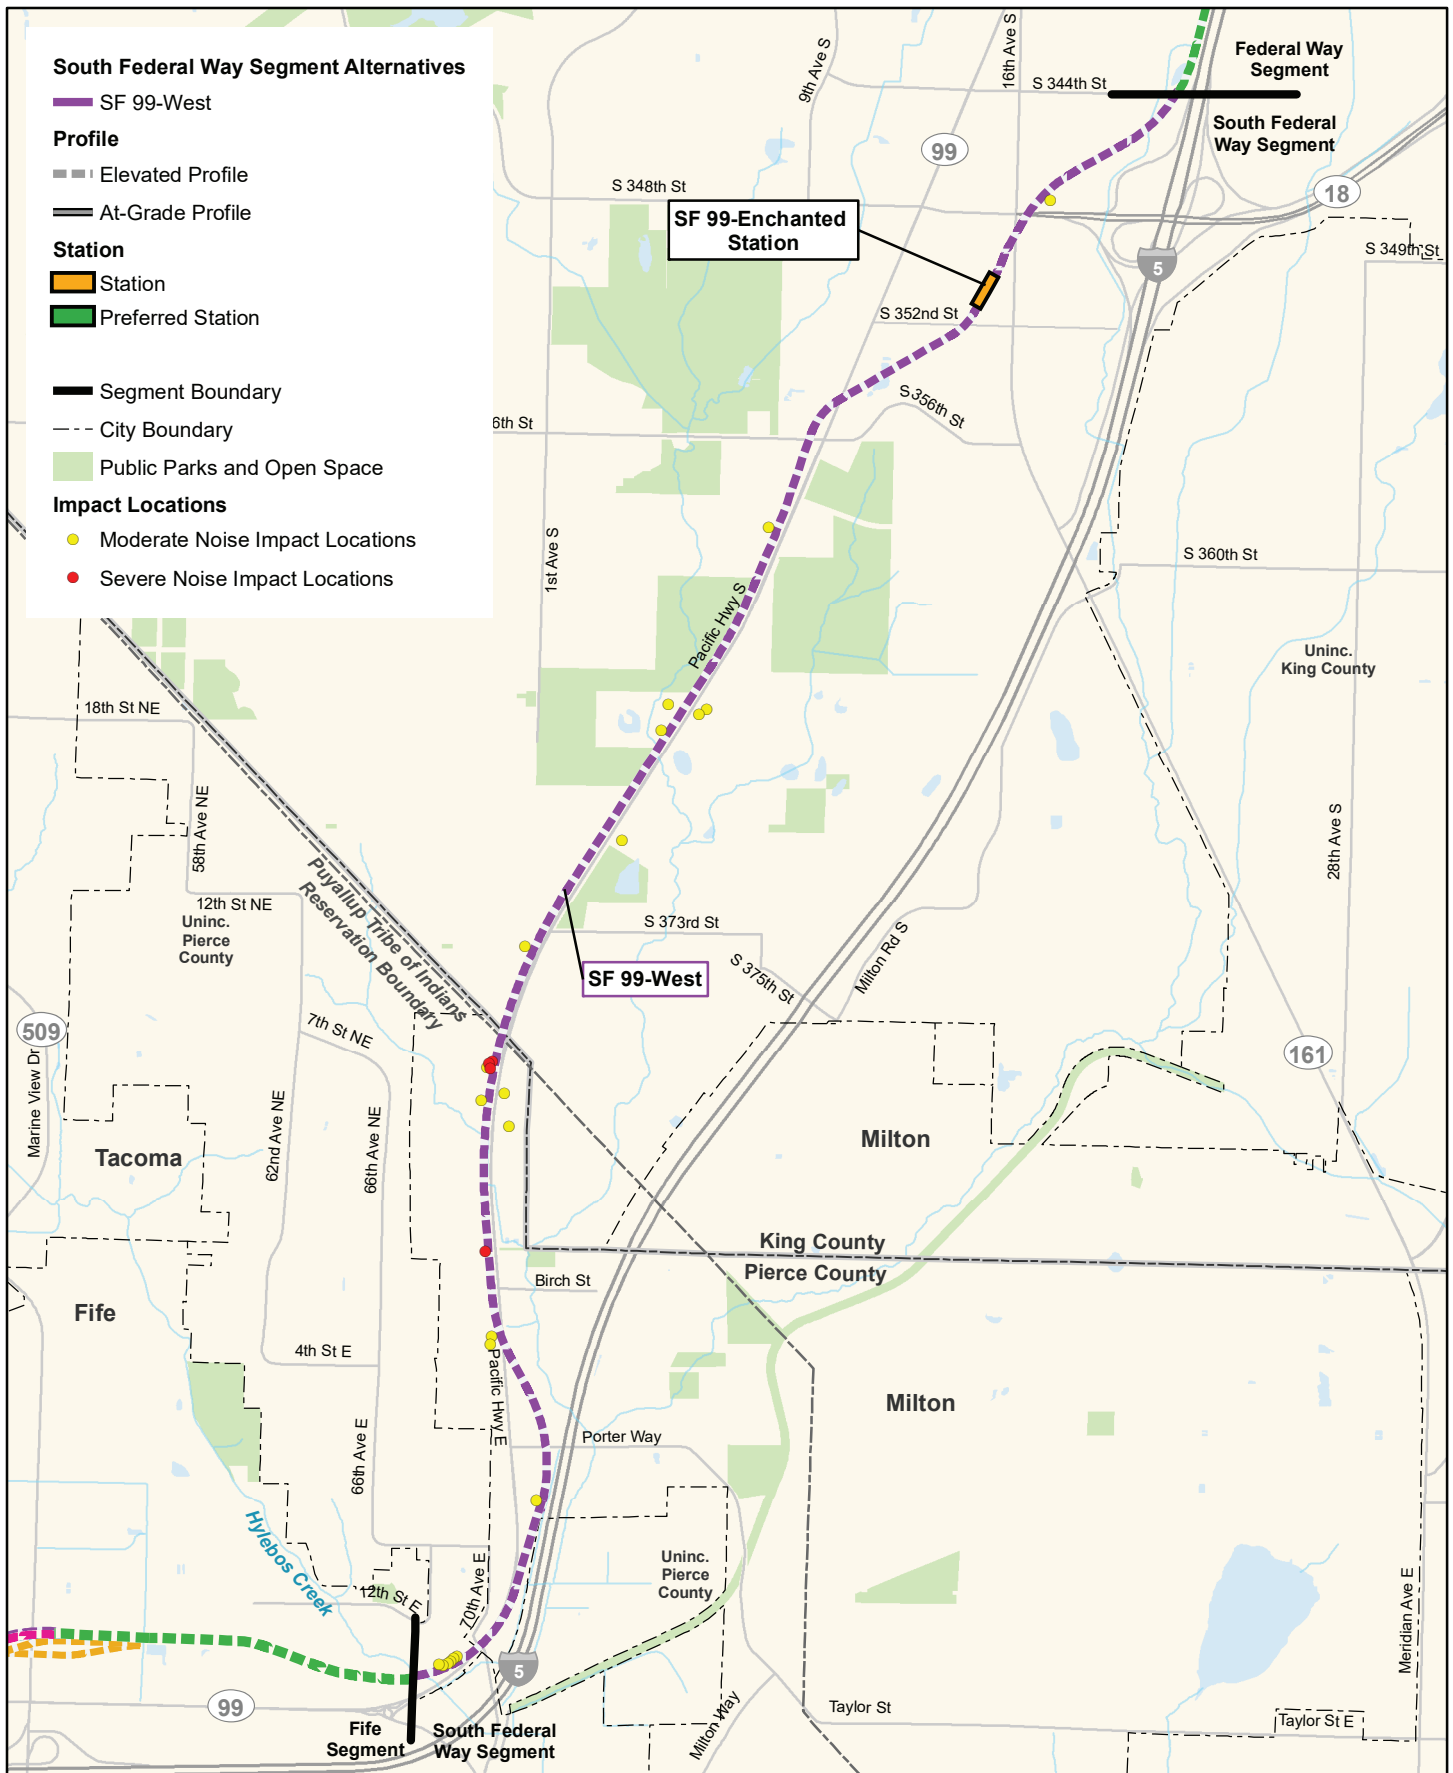 South Federal Way Segment Alternatives
SF 99-West
Profile
Elevated Profile
At-Grade Profile
Station
Station
Preferred Station
Segment Boundary
City Boundary
Public Parks and Open Space
Impact Locations
Moderate Noise Impact Locations
Severe Noise Impact Locations
9th Ave S
16th Ave S
Federal Way
Segment
S 344th St
South Federal
Way Segment
99
18
S 348th St
SF 99-Enchanted
Station
S 349th St
5
S 352nd St
S 356th St
6th St
1st Ave S
S 360th St
Pacific Hwy S
Uninc.
King County
18th St NE
58th Ave NE
28th Ave S
12th St NE
Puyallup Tribe of Indians
Reservation Boundary
Uninc.
Pierce
County
S 373rd St
SF 99-West
S 375th St
Milton Rd S
509
7th St NE
161
Marine View Dr
62nd Ave NE
66th Ave NE
Tacoma
Milton
King County
Pierce County
Birch St
Fife
4th St E
Pacific Hwy E
Milton
66th Ave E
Porter Way
Hylebos Creek
70th Ave E
Uninc.
Pierce
County
12th St E
Meridian Ave E
5
99
Milton Way
Taylor St
Taylor St E
Fife
Segment
South Federal
Way Segment